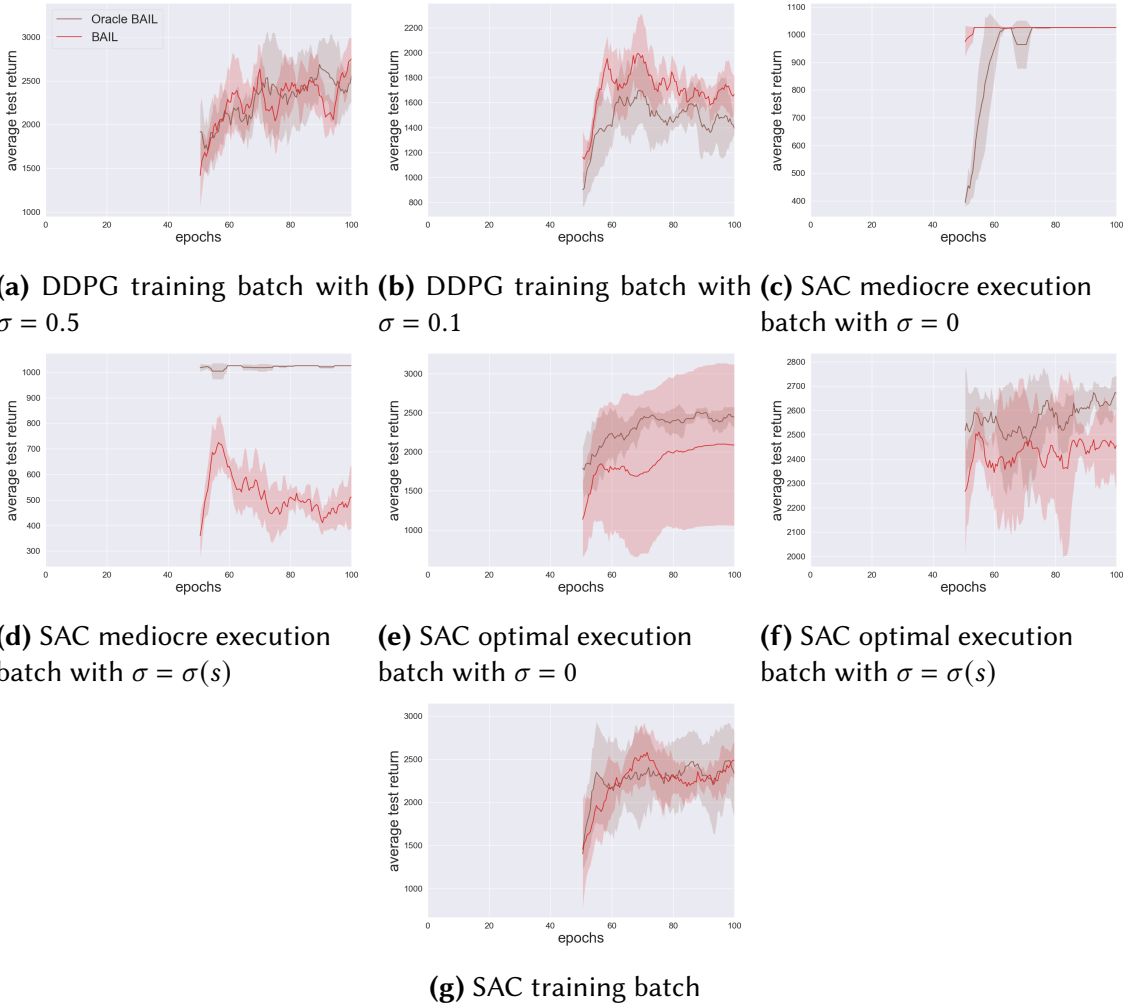 Oracle BAIL
BAIL
average test return
3000
2500
2000
1500
1000
0 20 40 60 80 100
epochs
average test return
2200
2000
1800
1600
1400
1200
1000
800
0 20 40 60 80 100
epochs
average test return
1100
1000
900
800
700
600
500
400
0 20 40 60 80 100
epochs
(a) DDPG training batch with
σ = 0.5
(b) DDPG training batch with
σ = 0.1
(c) SAC mediocre execution
batch with σ = 0
average test return
1000
900
800
700
600
500
400
300
0 20 40 60 80 100
epochs
average test return
3000
2500
2000
1500
1000
0 20 40 60 80 100
epochs
average test return
2800
2700
2600
2500
2400
2300
2200
2100
2000
0 20 40 60 80 100
epochs
(d) SAC mediocre execution
batch with σ = σ(s)
(e) SAC optimal execution
batch with σ = 0
(f) SAC optimal execution
batch with σ = σ(s)
average test return
3000
2500
2000
1500
1000
0 20 40 60 80 100
epochs
(g) SAC training batch